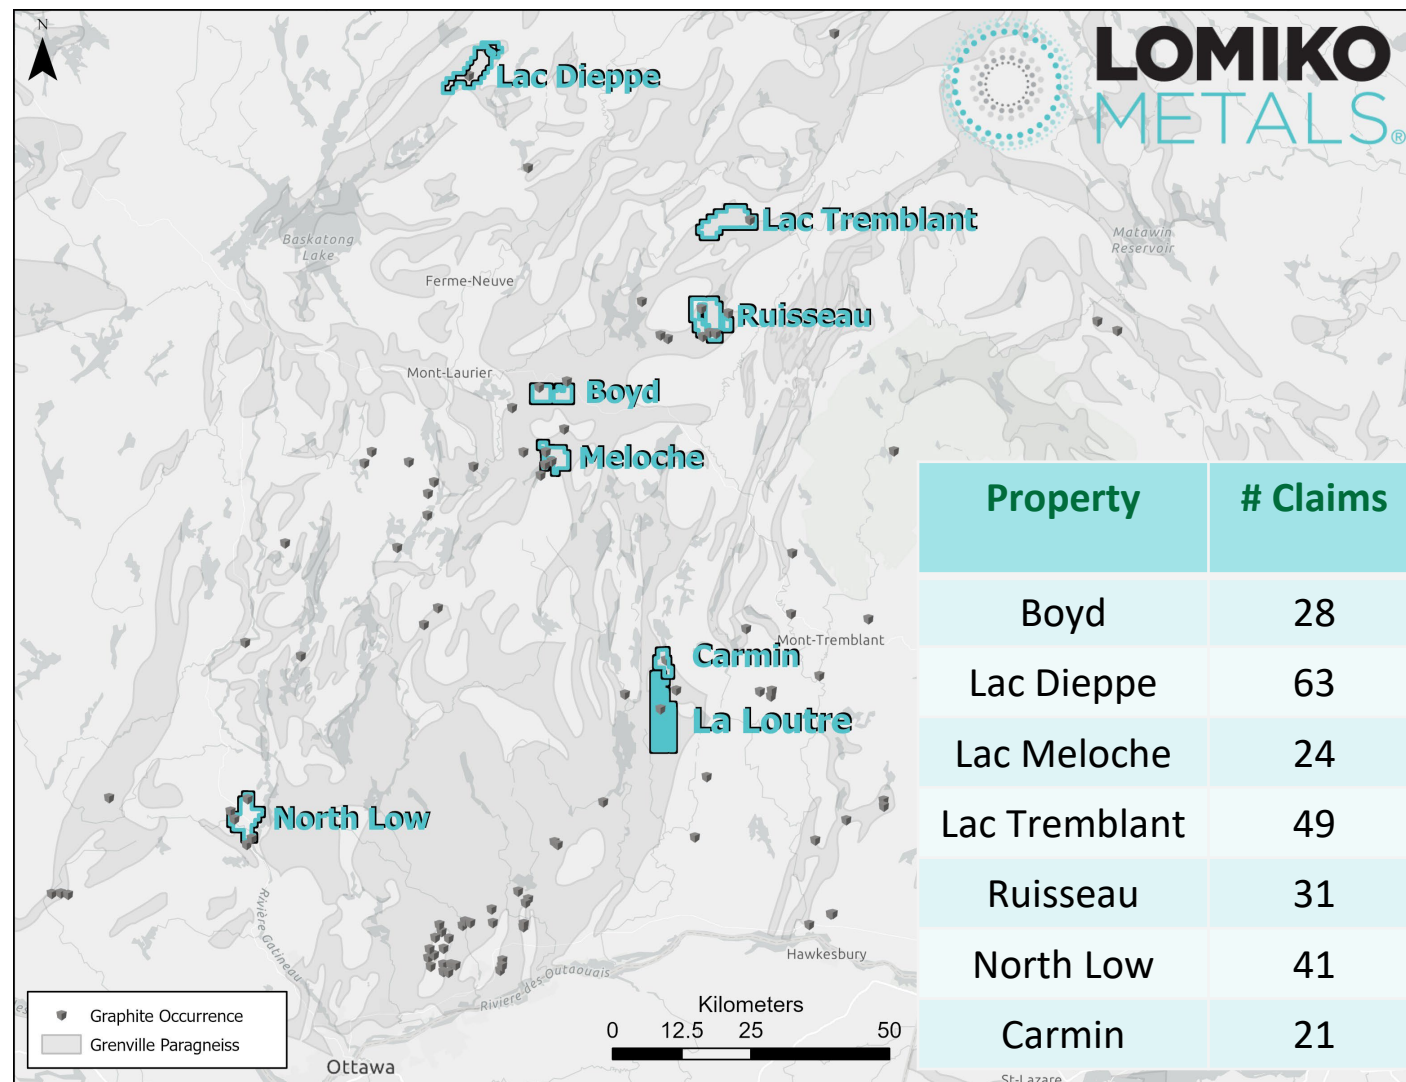 N
LOMIKO
METALS®
Lac Dieppe
Lac Tremblant
Baskatong
Lake
Matawin
Reservoir
Ferme-Neuve
Ruisseau
Mont-Laurier
Boyd
Meloche
Mont-Tremblant
Carmin
La Loutre
North Low
Rivière Gatineau
Rivière des Outaouais
Hawkesbury
Ottawa
St-Lazare
Property # Claims
Boyd 28
Lac Dieppe 63
Lac Meloche 24
Lac Tremblant 49
Ruisseau 31
North Low 41
Carmin 21
Graphite Occurrence
Grenville Paragneiss
Kilometers
0 12.5 25 50